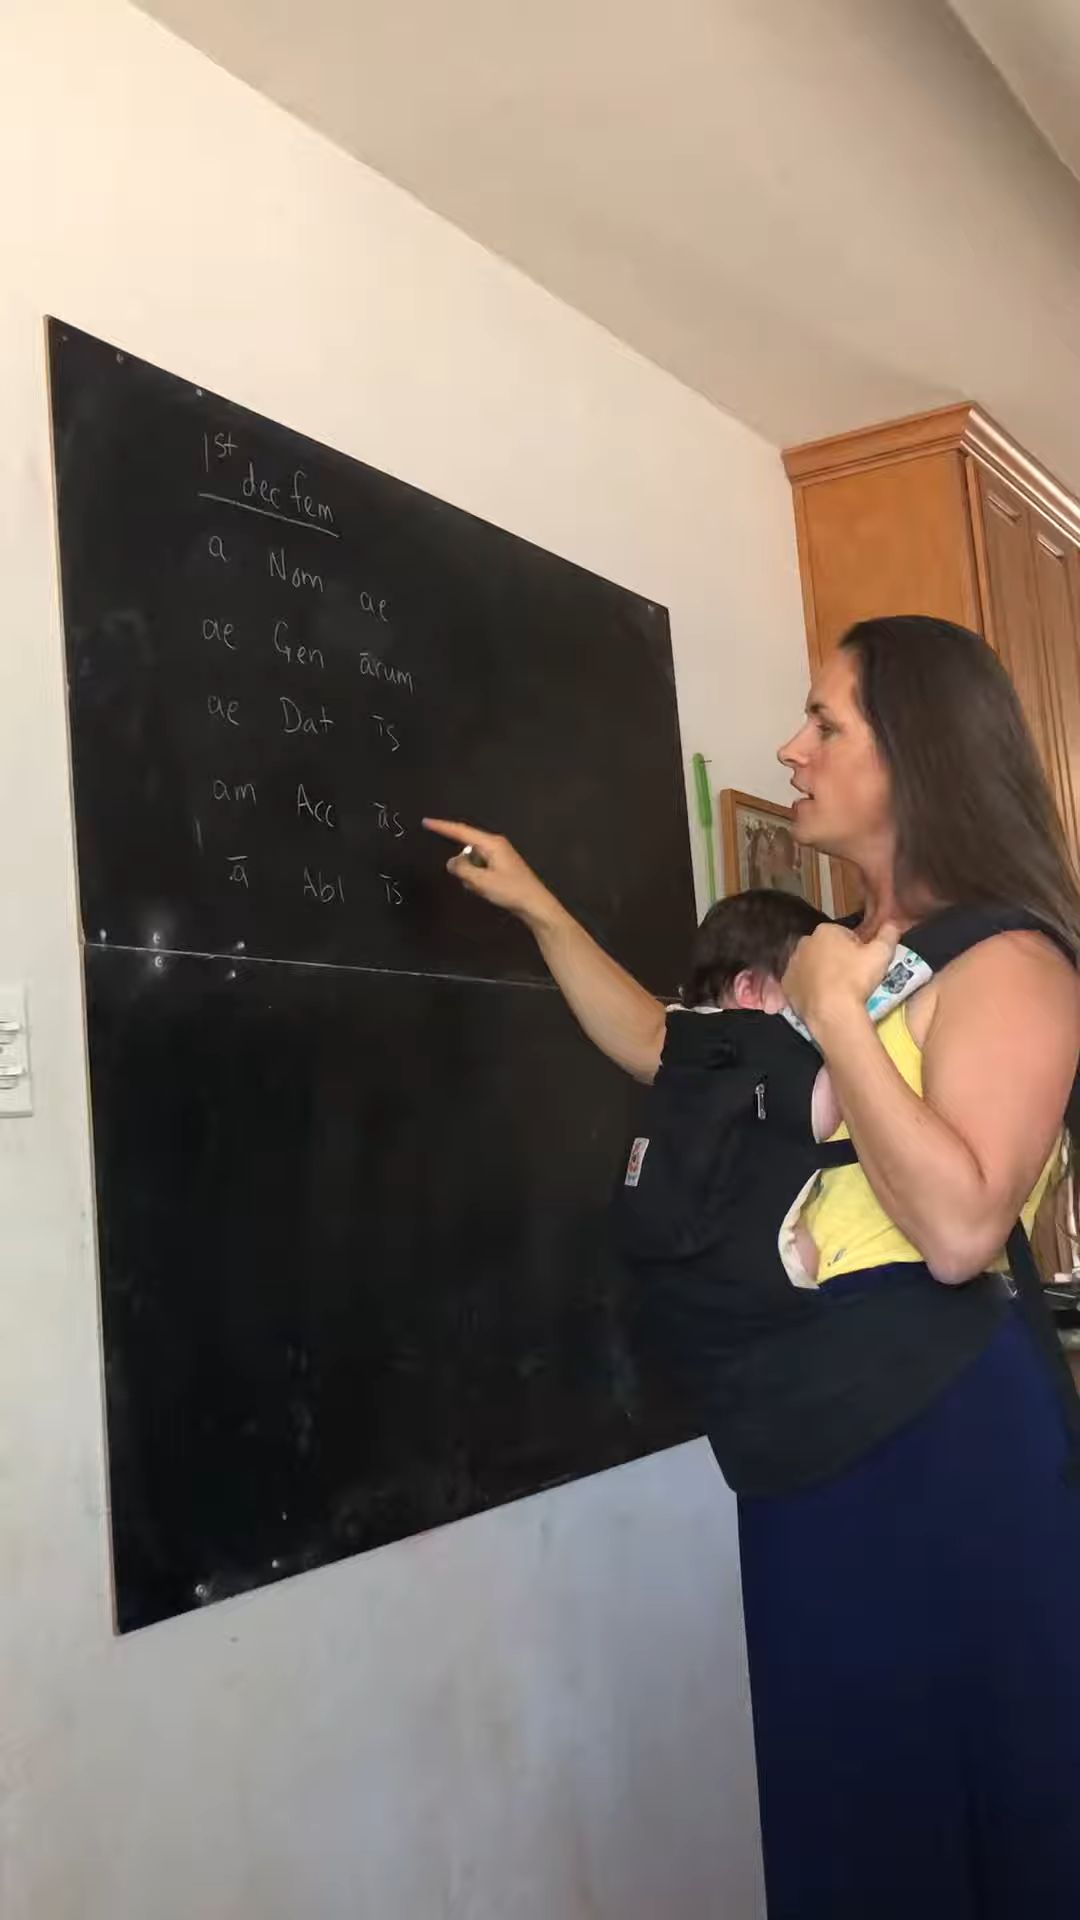 1st
dec fem
a Nom ae
ae Gen ārum
ae Dat īs
am Acc ās
ā Abl īs